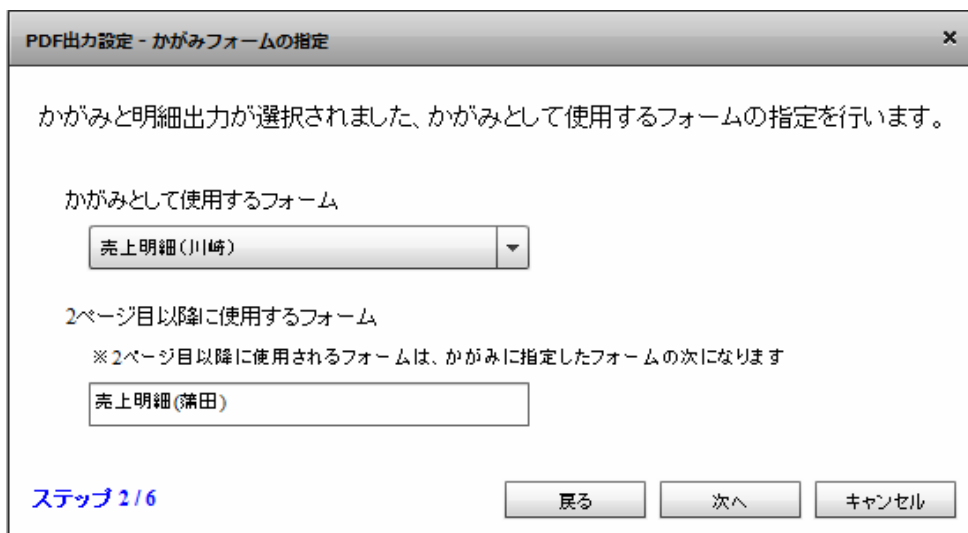 PDF出力設定 - かがみフォームの指定
×
かがみと明細出力が選択されました、かがみとして使用するフォームの指定を行います。
かがみとして使用するフォーム
売上明細(川崎)
2ページ目以降に使用するフォーム
※2ページ目以降に使用されるフォームは、かがみに指定したフォームの次になります
売上明細(蒲田)
ステップ 2 / 6
戻る
次へ
キャンセル